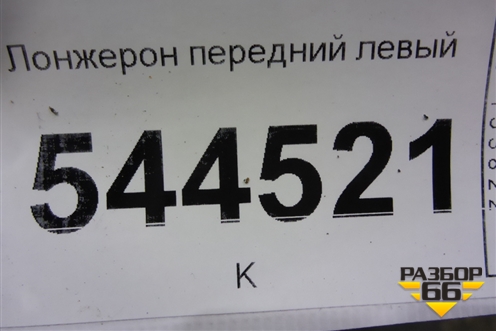 Лонжерон передний левый
544521
К
РАЗБОР
66